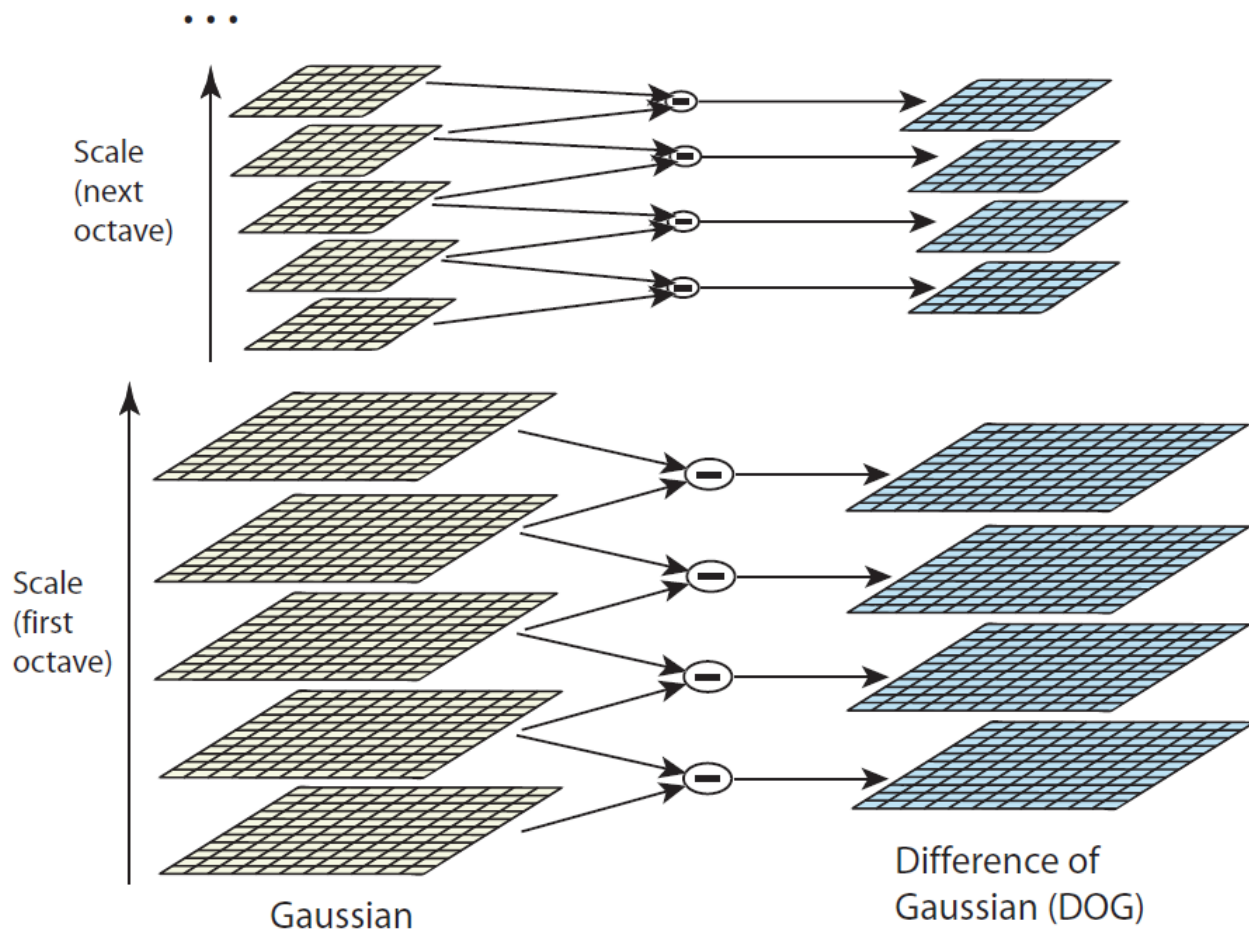 ...
Scale
(next
octave)
Scale
(first
octave)
Gaussian
Difference of
Gaussian (DOG)